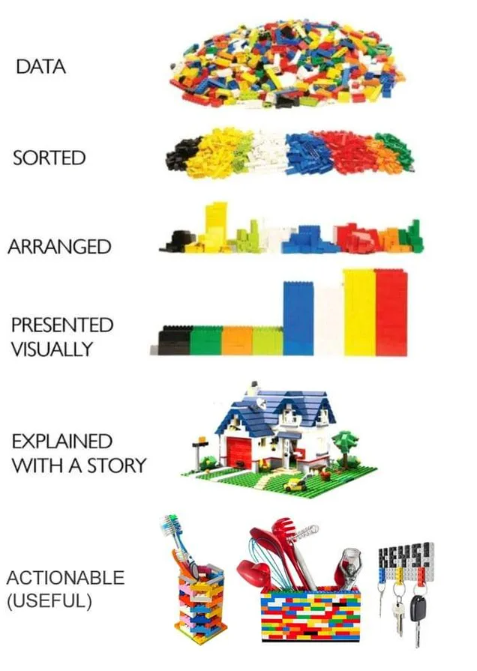 DATA
SORTED
ARRANGED
PRESENTED
VISUALLY
EXPLAINED
WITH A STORY
ACTIONABLE
(USEFUL)
KEYS!